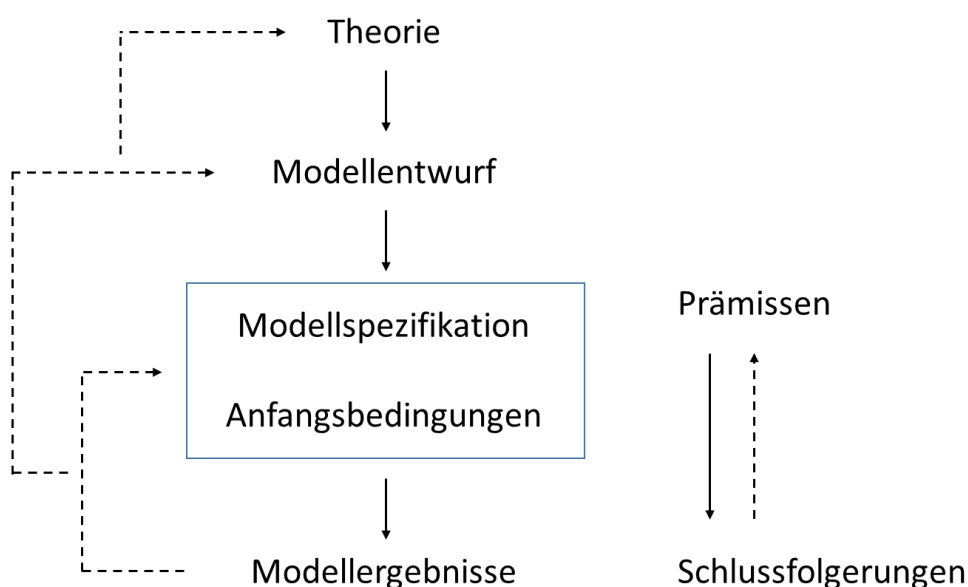 Theorie
Modellentwurf
Modellspezifikation
Anfangsbedingungen
Modellergebnisse
Prämissen
Schlussfolgerungen